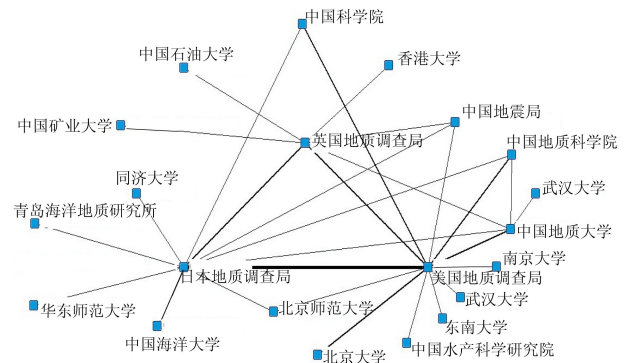 中国科学院
中国石油大学
香港大学
中国地震局
中国矿业大学
英国地质调查局
中国地质科学院
同济大学
武汉大学
青岛海洋地质研究所
中国地质大学
南京大学
日本地质调查局
美国地质调查局
武汉大学
华东师范大学
北京师范大学
东南大学
中国海洋大学
中国水产科学研究院
北京大学